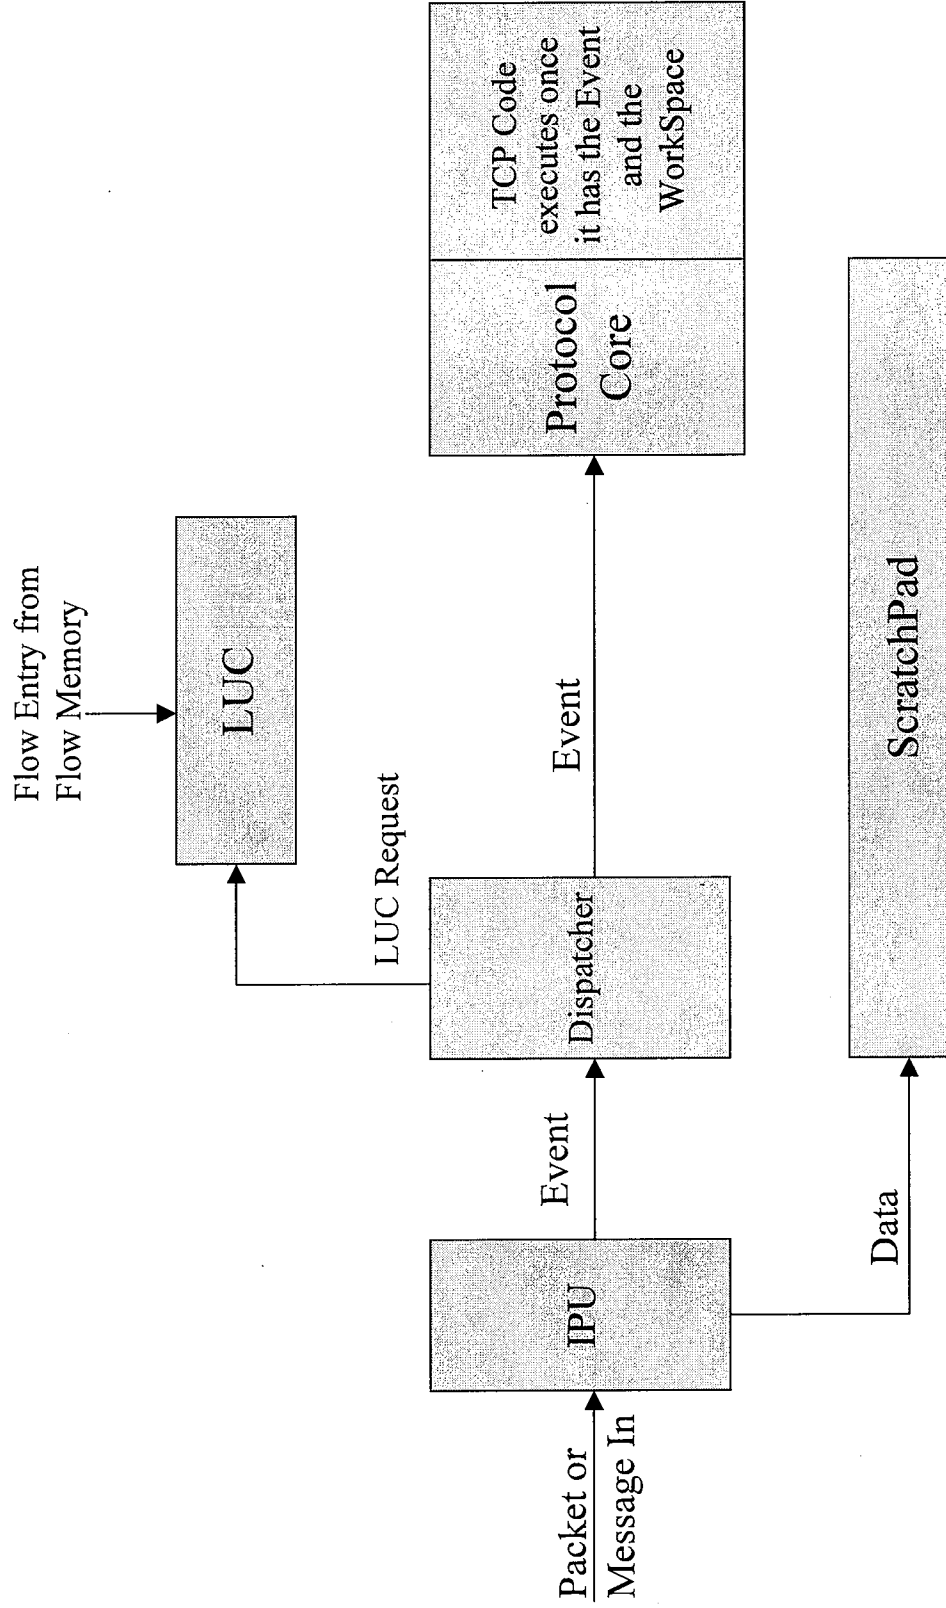 Packet or
Message In
IPU
Event
Data
Dispatcher
LUC Request
Flow Entry from
Flow Memory
LUC
Event
Protocol
Core
TCP Code
executes once
it has the Event
and the
WorkSpace
ScratchPad